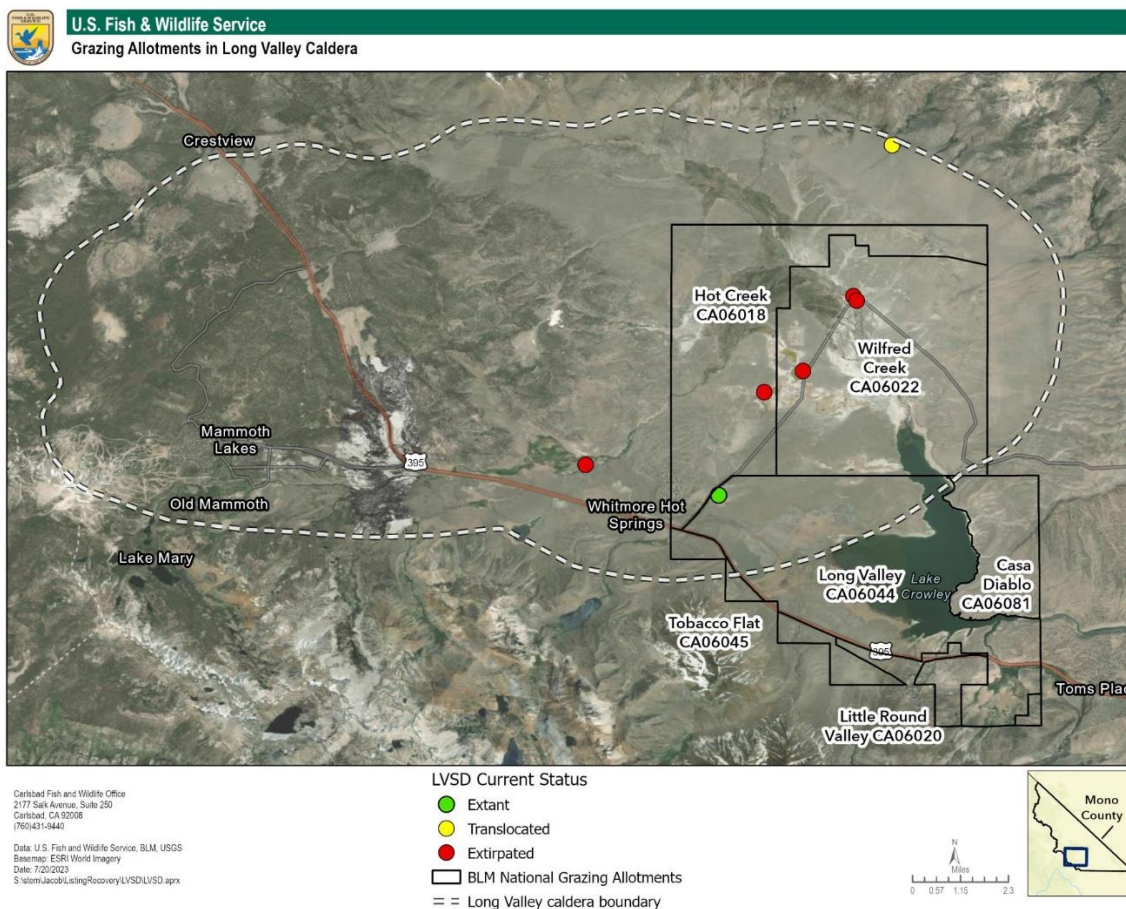 U.S.
FISH & WILDLIFE
SERVICE
U.S. Fish & Wildlife Service
Grazing Allotments in Long Valley Caldera
Crestview
Hot Creek
CA06018
Wilfred
Creek
CA06022
Mammoth
Lakes
395
Old Mammoth
Whitmore Hot
Springs
Lake Mary
Long Valley
CA06044
Lake
Crowley
Casa
Diablo
CA06081
Tobacco Flat
CA06045
395
Toms Plac
Little Round
Valley CA06020
Carlsbad Fish and Wildlife Office
2177 Salk Avenue, Suite 250
Carlsbad, CA 92008
(760)431-9440
Data: U.S. Fish and Wildlife Service, BLM, USGS
Basemap: ESRI World Imagery
Date: 7/20/2023
LVSD Current Status
Extant
Translocated
Extirpated
BLM National Grazing Allotments
Long Valley caldera boundary
N
Miles
0 0.57 1.15 2.3
Mono
County